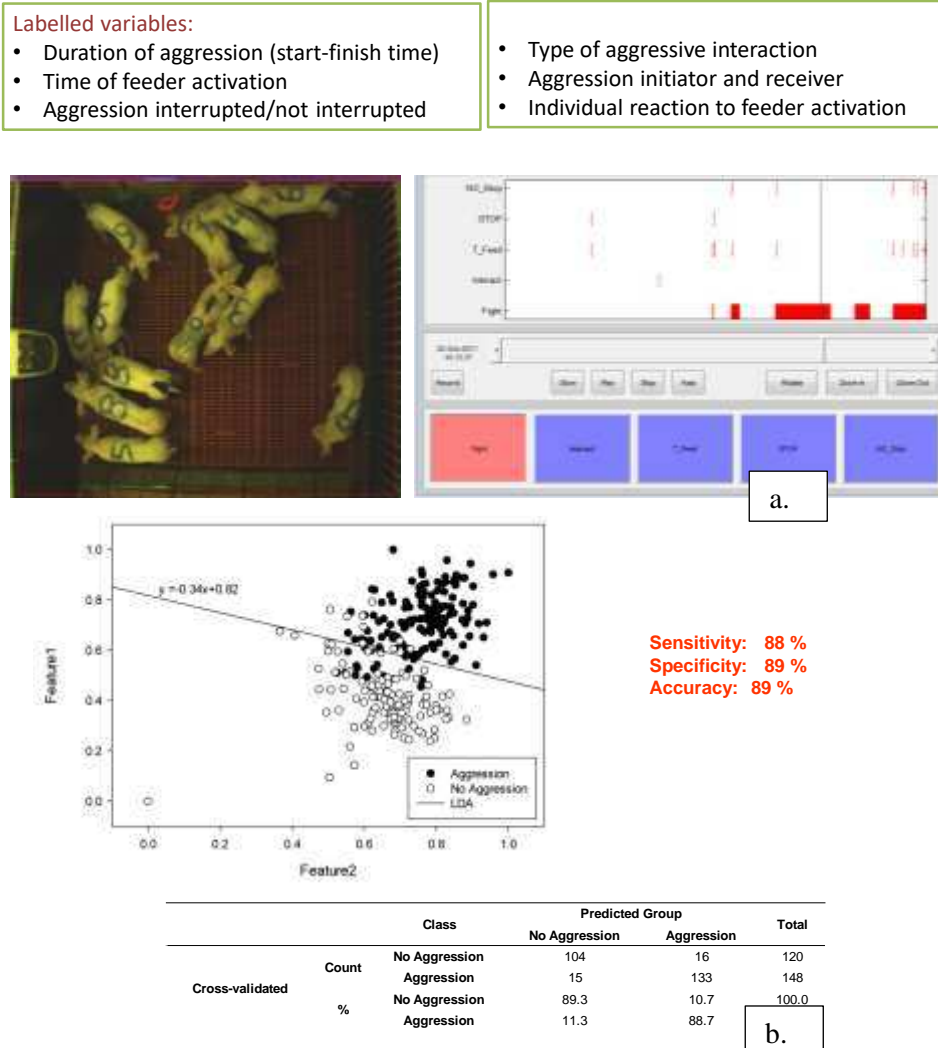 Labelled variables:
• Duration of aggression (start-finish time)
• Time of feeder activation
• Aggression interrupted/not interrupted
• Type of aggressive interaction
• Aggression initiator and receiver
• Individual reaction to feeder activation
STOP
T_Feed
Fight
a.
1.0
0.8
0.6
0.4
0.2
0.0
Feature1
y =-0.34x+0.82
Aggression
No Aggression
LDA
0.0 0.2 0.4 0.6 0.8 1.0
Feature2
Sensitivity: 88 %
Specificity: 89 %
Accuracy: 89 %
Class Predicted Group Total
No Aggression Aggression
Cross-validated Count No Aggression 104 16 120
Aggression 15 133 148
% No Aggression 89.3 10.7 100.0
Aggression 11.3 88.7
b.